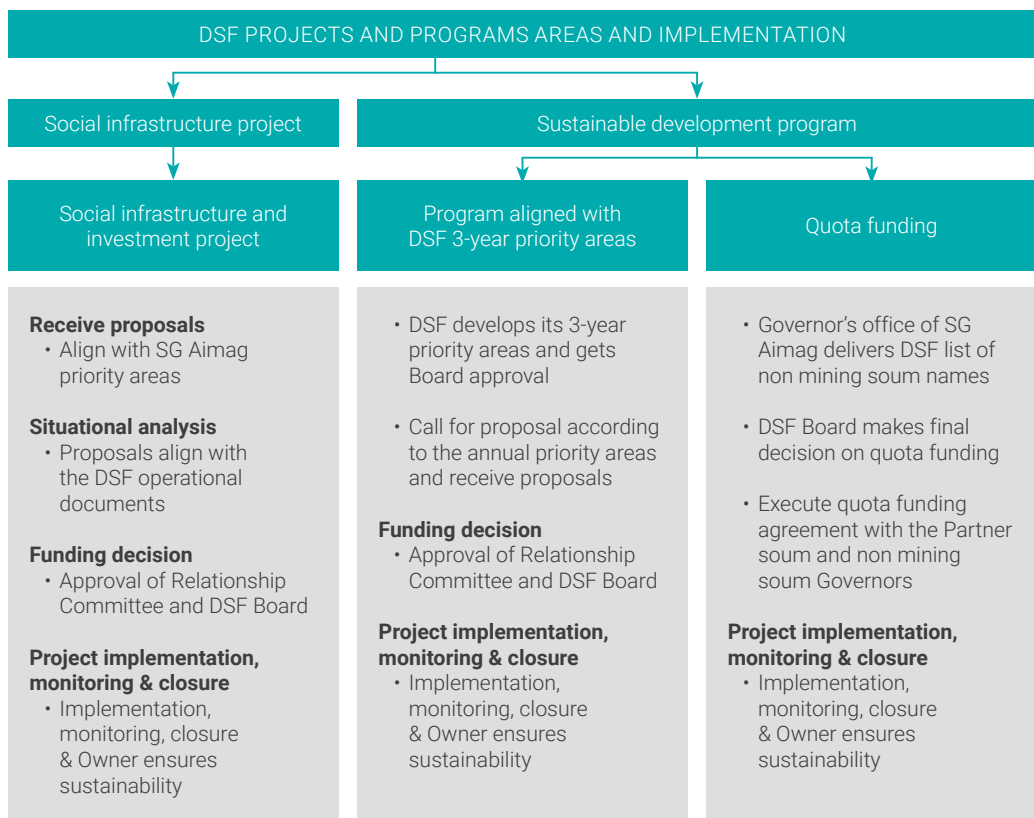 DSF PROJECTS AND PROGRAMS AREAS AND IMPLEMENTATION
Social infrastructure project
Sustainable development program
Social infrastructure and
investment project
Program aligned with
DSF 3-year priority areas
Quota funding
Receive proposals
• Align with SG Aimag
priority areas
Situational analysis
• Proposals align with
the DSF operational
documents
Funding decision
• Approval of Relationship
Committee and DSF Board
Project implementation,
monitoring & closure
• Implementation,
monitoring, closure
& Owner ensures
sustainability
• DSF develops its 3-year
priority areas and gets
Board approval
• Call for proposal according
to the annual priority areas
and receive proposals
Funding decision
• Approval of Relationship
Committee and DSF Board
Project implementation,
monitoring & closure
• Implementation,
monitoring, closure
& Owner ensures
sustainability
• Governor’s office of SG
Aimag delivers DSF list of
non mining soum names
• DSF Board makes final
decision on quota funding
• Execute quota funding
agreement with the Partner
soum and non mining
soum Governors
Project implementation,
monitoring & closure
• Implementation,
monitoring, closure
& Owner ensures
sustainability